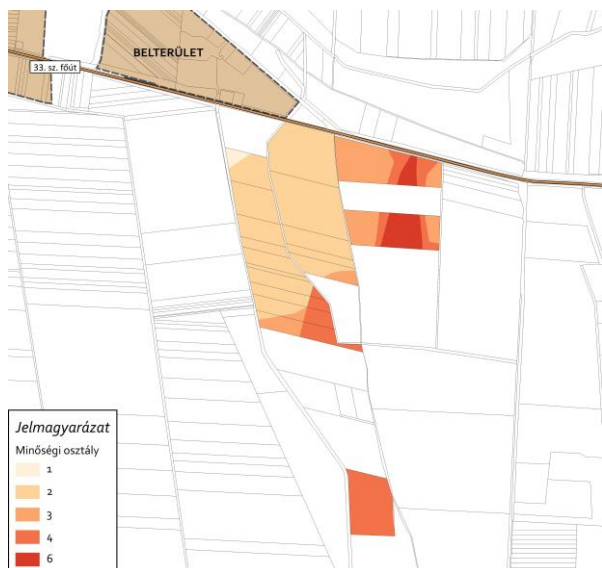 BELTERÜLET
33. sz. főút
Jelmagyarázat
Minőségi osztály
1
2
3
4
6